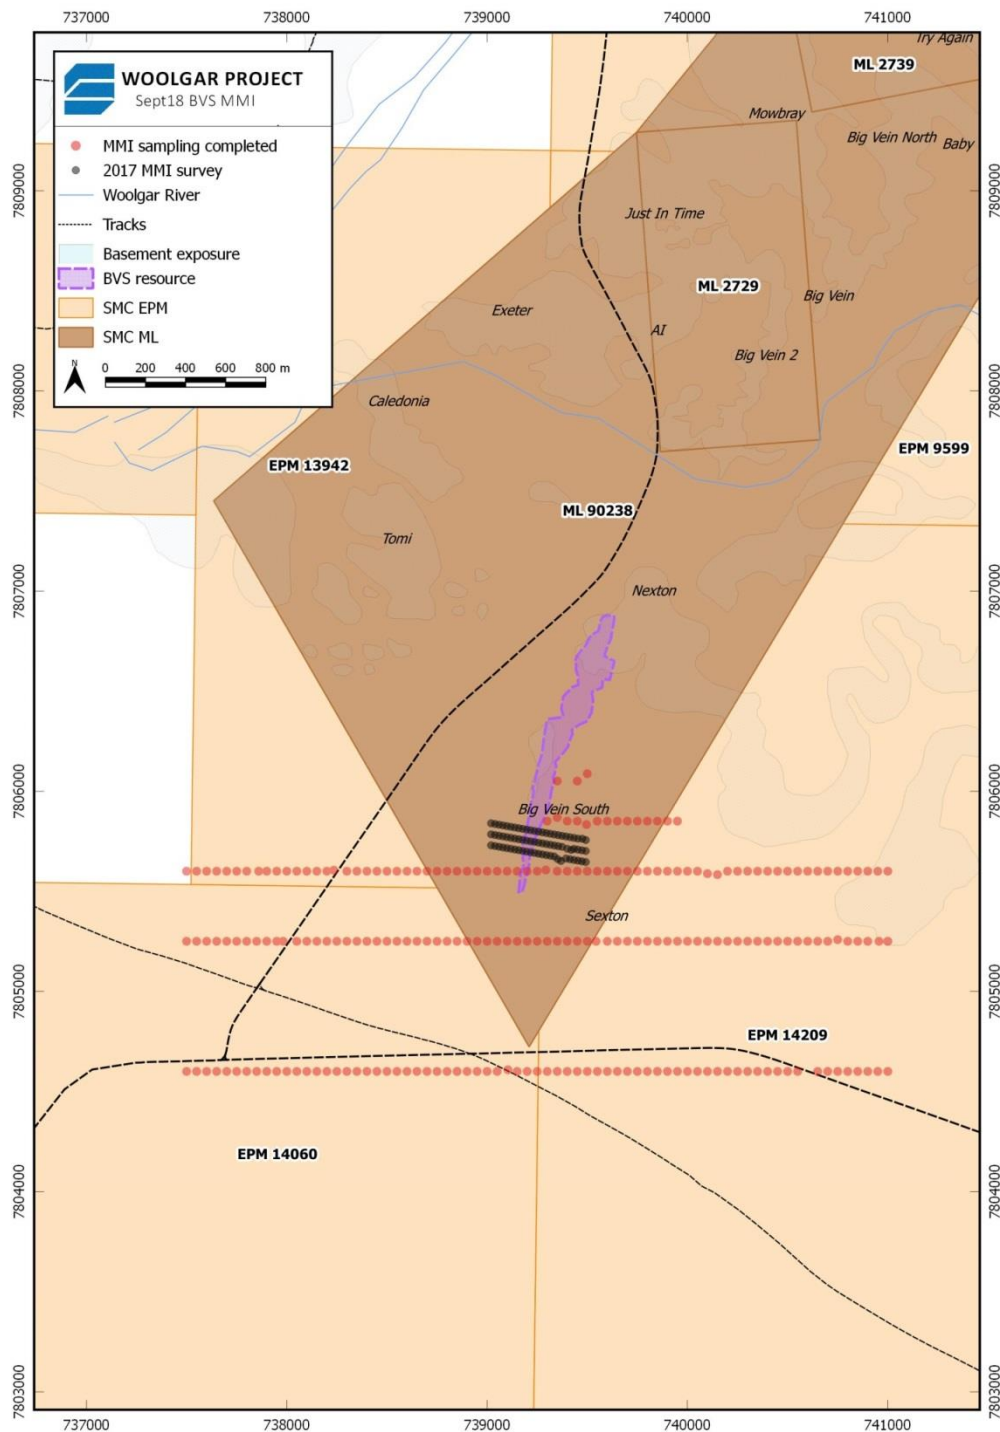 737000 738000 739000 740000 741000
WOOLGAR PROJECT
Sept18 BVS MMI
MMI sampling completed
2017 MMI survey
Woolgar River
Tracks
Basement exposure
BVS resource
SMC EPM
SMC ML
N
0 200 400 600 800 m
Try Again
ML 2739
Mowbray
Big Vein North
Baby
7809000
7809000
Just In Time
ML 2729
Big Vein
Exeter
AI
Big Vein 2
7808000
7808000
Caledonia
EPM 9599
EPM 13942
ML 90238
Tomi
Nexton
7807000
7807000
7806000
7806000
Big Vein South
Sexton
7805000
7805000
EPM 14209
EPM 14060
7804000
7804000
7803000
7803000
737000 738000 739000 740000 741000